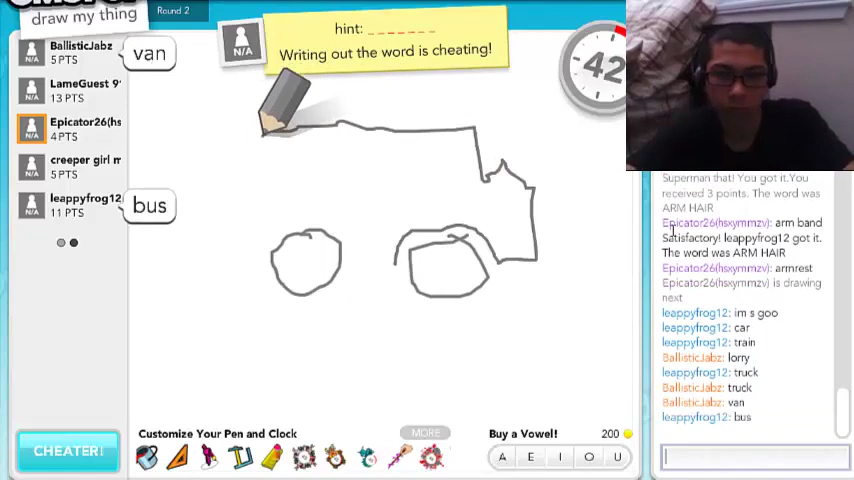 draw my thing
Round 2
hint: _ _ _ _ _ _ _
Writing out the word is cheating!
N/A
42
BallisticJabz
5 PTS
N/A
van
LameGuest 9
13 PTS
N/A
Epicator26(hs
4 PTS
N/A
creeper girl m
5 PTS
N/A
leappyfrog12
11 PTS
N/A
bus
Superman that! You got it.You
received 3 points. The word was
ARM HAIR
Epicator26(hsxymmzv): arm band
Satisfactory! leappyfrog12 got it.
The word was ARM HAIR
Epicator26(hsxymmzv): armrest
Epicator26(hsxymmzv) is drawing
next
leappyfrog12: im s goo
leappyfrog12: car
leappyfrog12: train
BallisticJabz: lorry
leappyfrog12: truck
BallisticJabz: truck
BallisticJabz: van
leappyfrog12: bus
CHEATER!
Customize Your Pen and Clock
MORE
Buy a Vowel!
200
A E I O U